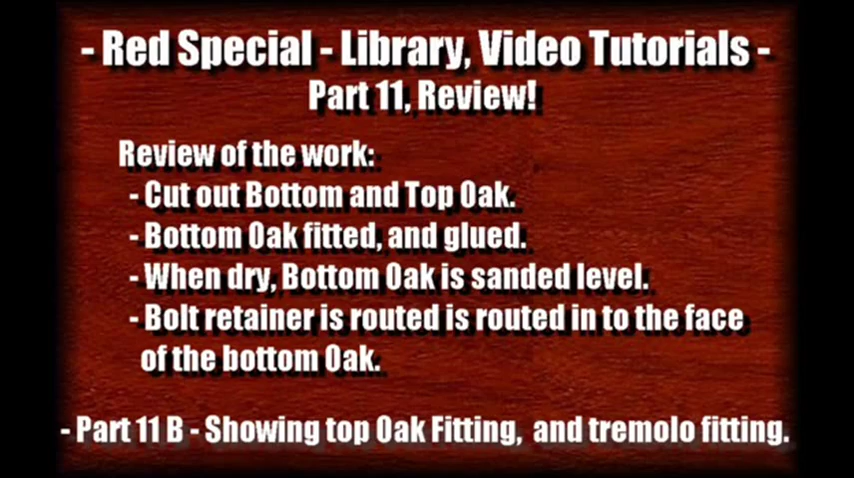 - Red Special - Library, Video Tutorials -
Part 11, Review!
Review of the work:
- Cut out Bottom and Top Oak.
- Bottom Oak fitted, and glued.
- When dry, Bottom Oak is sanded level.
- Bolt retainer is routed is routed in to the face
of the bottom Oak.
- Part 11 B - Showing top Oak Fitting, and tremolo fitting.